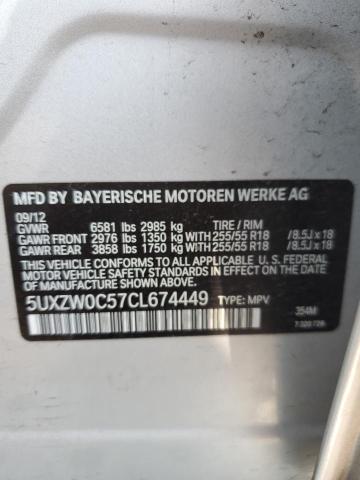 MFD BY BAYERISCHE MOTOREN WERKE AG
09/12
GVWR 6581 lbs 2985 kg TIRE / RIM
GAWR FRONT 2976 lbs 1350 kg WITH 255/55 R18 / 8.5J x 18
GAWR REAR 3858 lbs 1750 kg WITH 255/55 R18 / 8.5J x 18
THIS VEHICLE CONFORMS TO ALL APPLICABLE U. S. FEDERAL
MOTOR VEHICLE SAFETY STANDARDS IN EFFECT ON
THE DATE OF MANUFACTURE SHOWN ABOVE.
5UXZW0C57CL674449 TYPE: MPV 354M